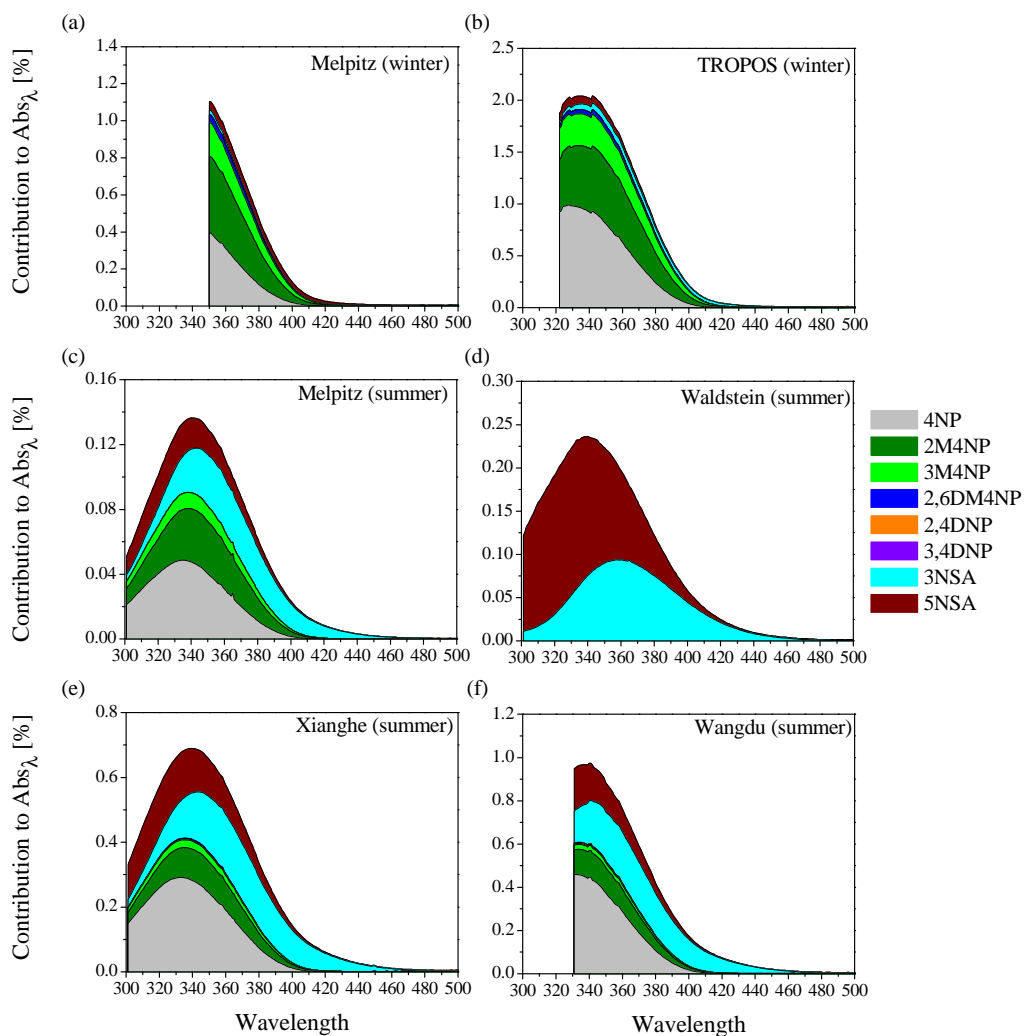 (a)
Melpitz (winter)
Contribution to Absλ [%]
1.4
1.2
1.0
0.8
0.6
0.4
0.2
0.0
300 320 340 360 380 400 420 440 460 480 500
(b)
TROPOS (winter)
2.5
2.0
1.5
1.0
0.5
0.0
300 320 340 360 380 400 420 440 460 480 500
(c)
Melpitz (summer)
Contribution to Absλ [%]
0.16
0.12
0.08
0.04
0.00
300 320 340 360 380 400 420 440 460 480 500
(d)
Waldstein (summer)
0.30
0.25
0.20
0.15
0.10
0.05
0.00
300 320 340 360 380 400 420 440 460 480 500
4NP
2M4NP
3M4NP
2,6DM4NP
2,4DNP
3,4DNP
3NSA
5NSA
(e)
Xianghe (summer)
Contribution to Absλ [%]
0.8
0.6
0.4
0.2
0.0
300 320 340 360 380 400 420 440 460 480 500
Wavelength
(f)
Wangdu (summer)
1.2
1.0
0.8
0.6
0.4
0.2
0.0
300 320 340 360 380 400 420 440 460 480 500
Wavelength